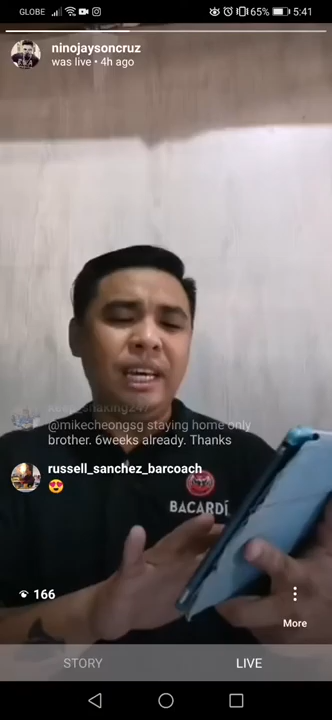 GLOBE
65% 5:41
ninojaysoncruz
was live • 4h ago
@mikecheongsg staying home only
brother. 6weeks already. Thanks
russell_sanchez_barcoach
😍
BACARDÍ
166
More
STORY LIVE